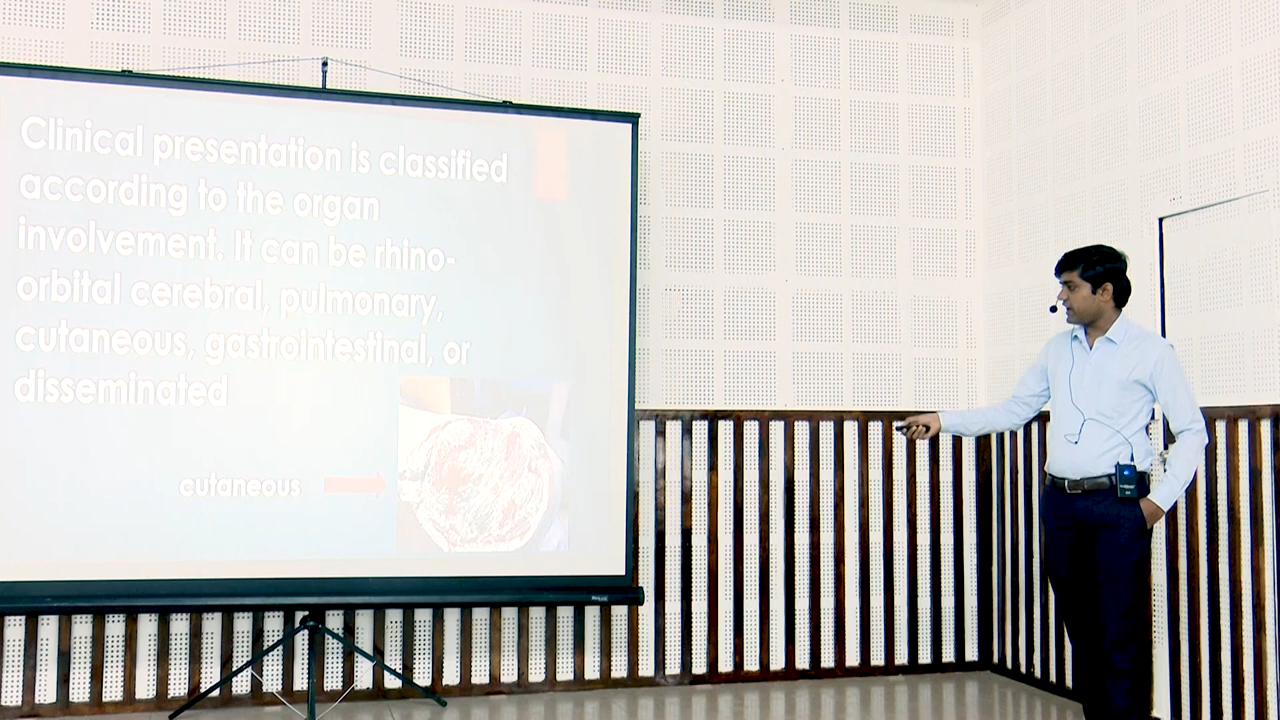 Clinical presentation is classified
according to the organ
involvement. It can be rhino-
orbital cerebral, pulmonary,
cutaneous, gastrointestinal, or
disseminated
cutaneous